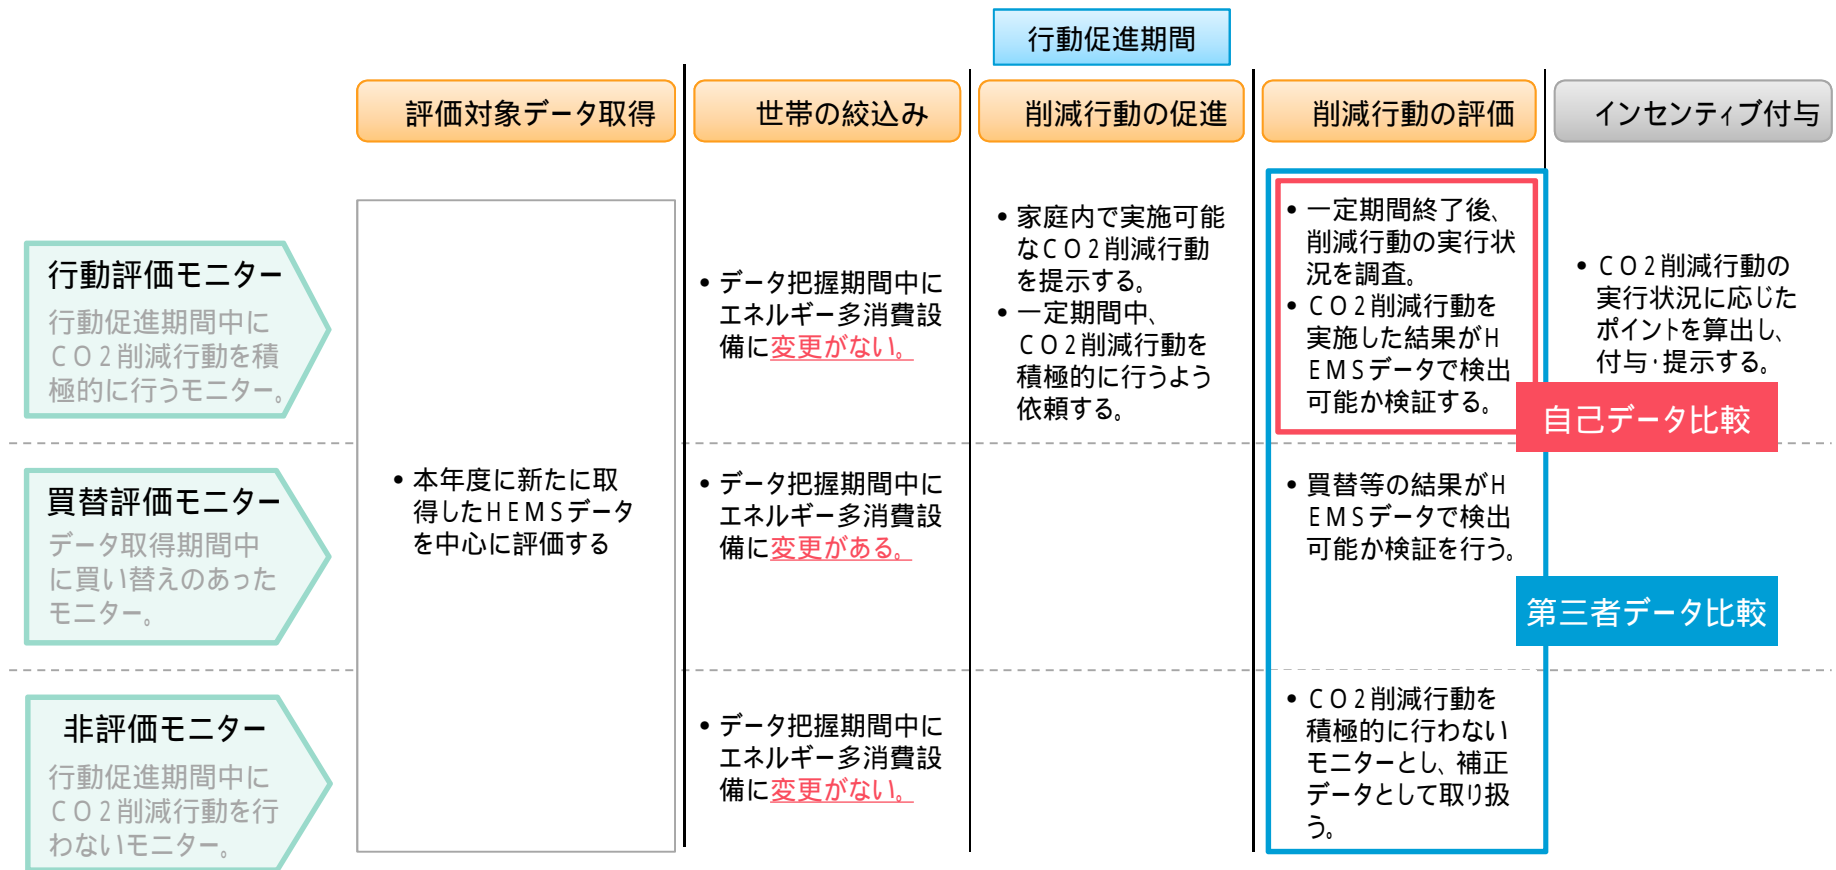 行動促進期間
評価対象データ取得
世帯の絞込み
削減行動の促進
削減行動の評価
インセンティブ付与
行動評価モニター
行動促進期間中に
CO2削減行動を積
極的に行うモニター。
• データ把握期間中に
エネルギー多消費設
備に変更がない。
• 家庭内で実施可能
なCO2削減行動
を提示する。
• 一定期間中、
CO2削減行動を
積極的に行うよう
依頼する。
• 一定期間終了後、
削減行動の実行状
況を調査。
• CO2削減行動を
実施した結果がH
EMSデータで検出
可能か検証する。
• CO2削減行動の
実行状況に応じた
ポイントを算出し、
付与・提示する。
自己データ比較
買替評価モニター
データ取得期間中
に買い替えのあった
モニター。
• 本年度に新たに取
得したHEMSデータ
を中心に評価する
• データ把握期間中に
エネルギー多消費設
備に変更がある。
• 買替等の結果がH
EMSデータで検出
可能か検証を行う。
第三者データ比較
非評価モニター
行動促進期間中に
CO2削減行動を行
わないモニター。
• データ把握期間中に
エネルギー多消費設
備に変更がない。
• CO2削減行動を
積極的に行わない
モニターとし、補正
データとして取り扱
う。